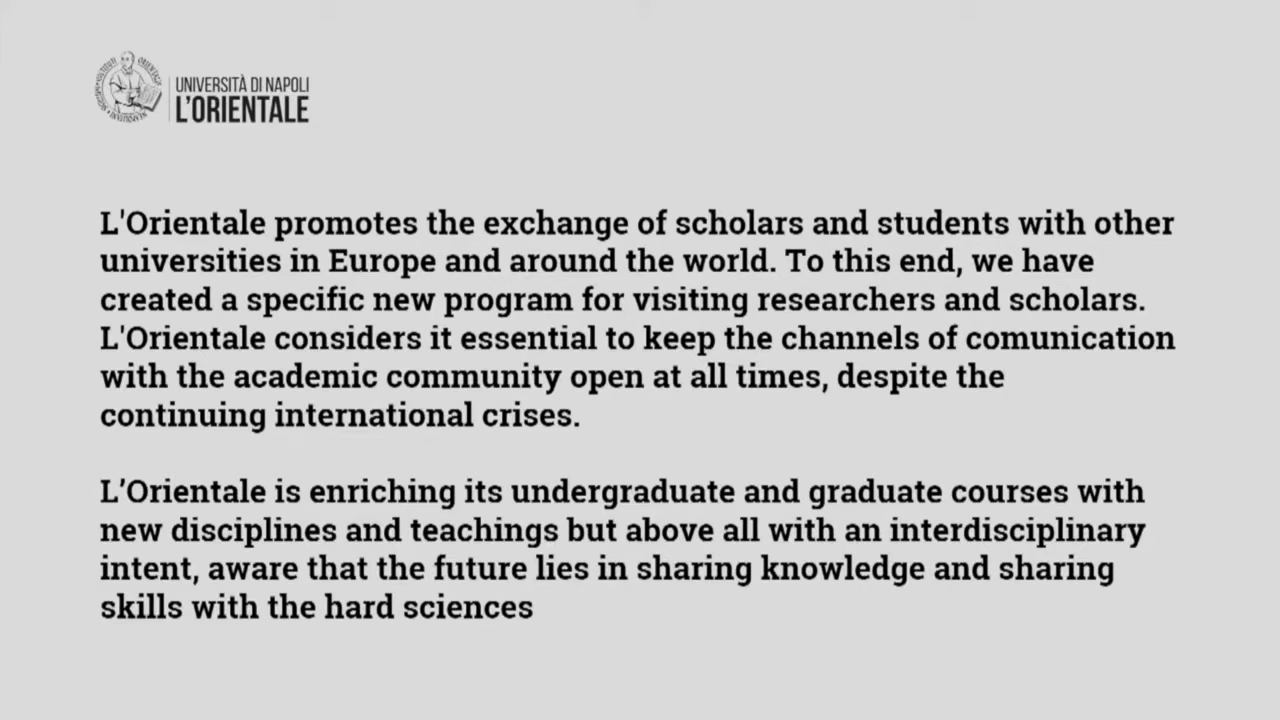 UNIVERSITÀ DI NAPOLI
L'ORIENTALE
L'Orientale promotes the exchange of scholars and students with other
universities in Europe and around the world. To this end, we have
created a specific new program for visiting researchers and scholars.
L'Orientale considers it essential to keep the channels of comunication
with the academic community open at all times, despite the
continuing international crises.
L’Orientale is enriching its undergraduate and graduate courses with
new disciplines and teachings but above all with an interdisciplinary
intent, aware that the future lies in sharing knowledge and sharing
skills with the hard sciences